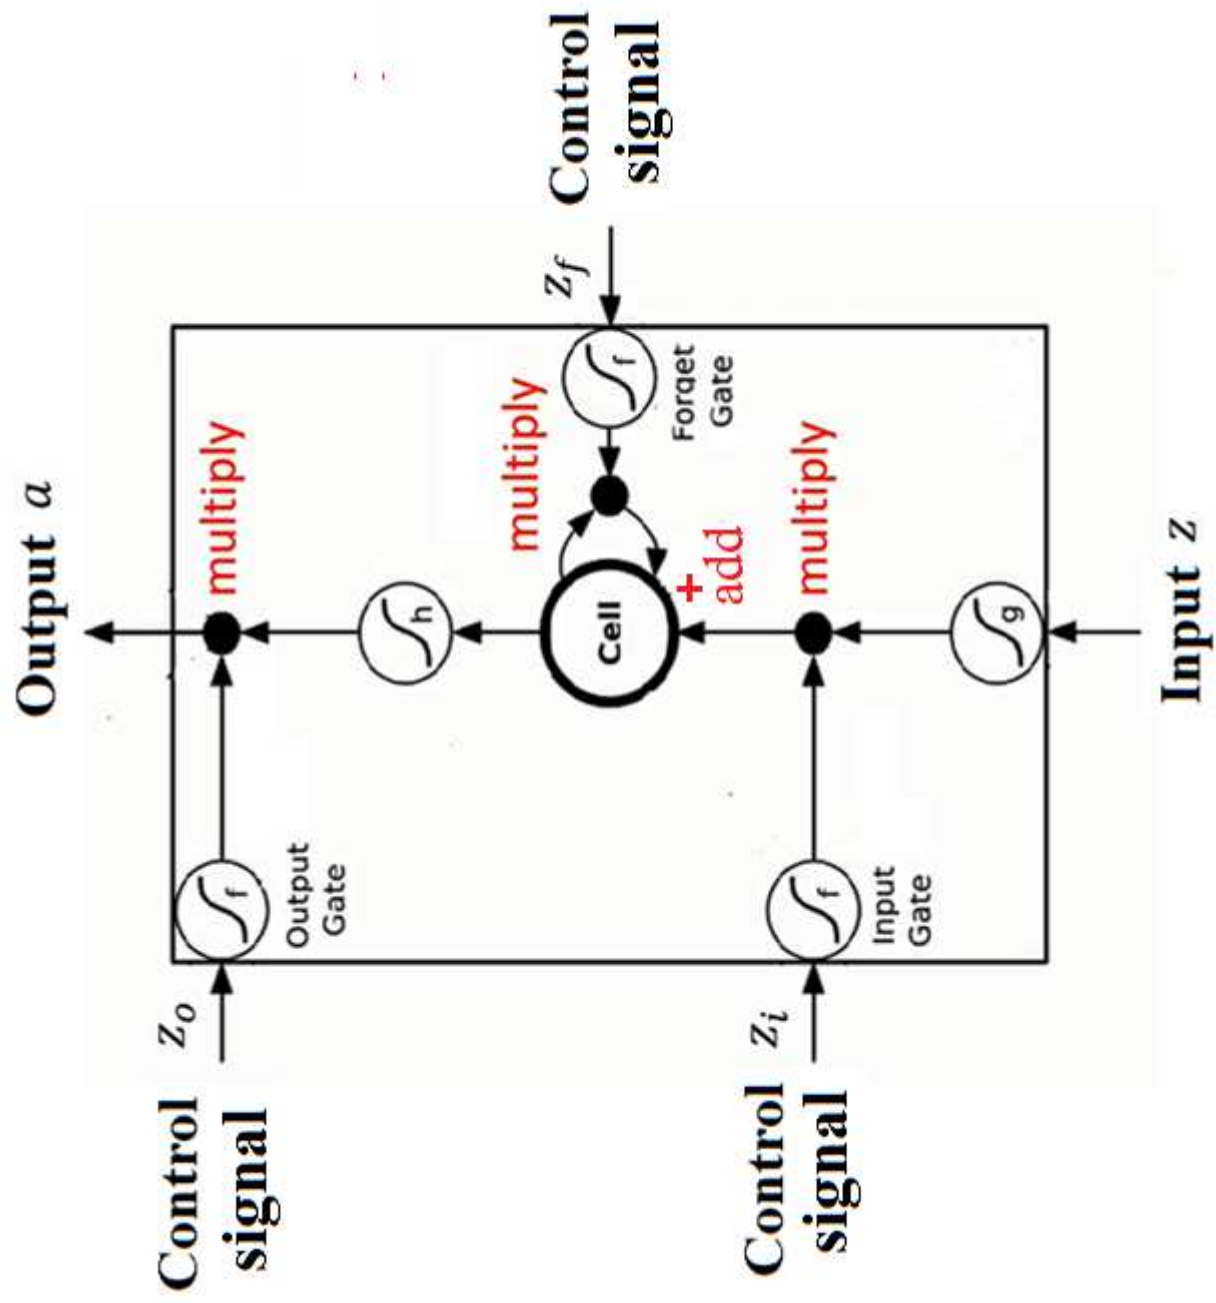 Output a
Control
signal
z_o
f
multiply
Output
Gate
h
multiply
z_f
Control
signal
Cell
f
Forget
Gate
+
add
Control
signal
z_i
f
multiply
Input
Gate
g
Input z